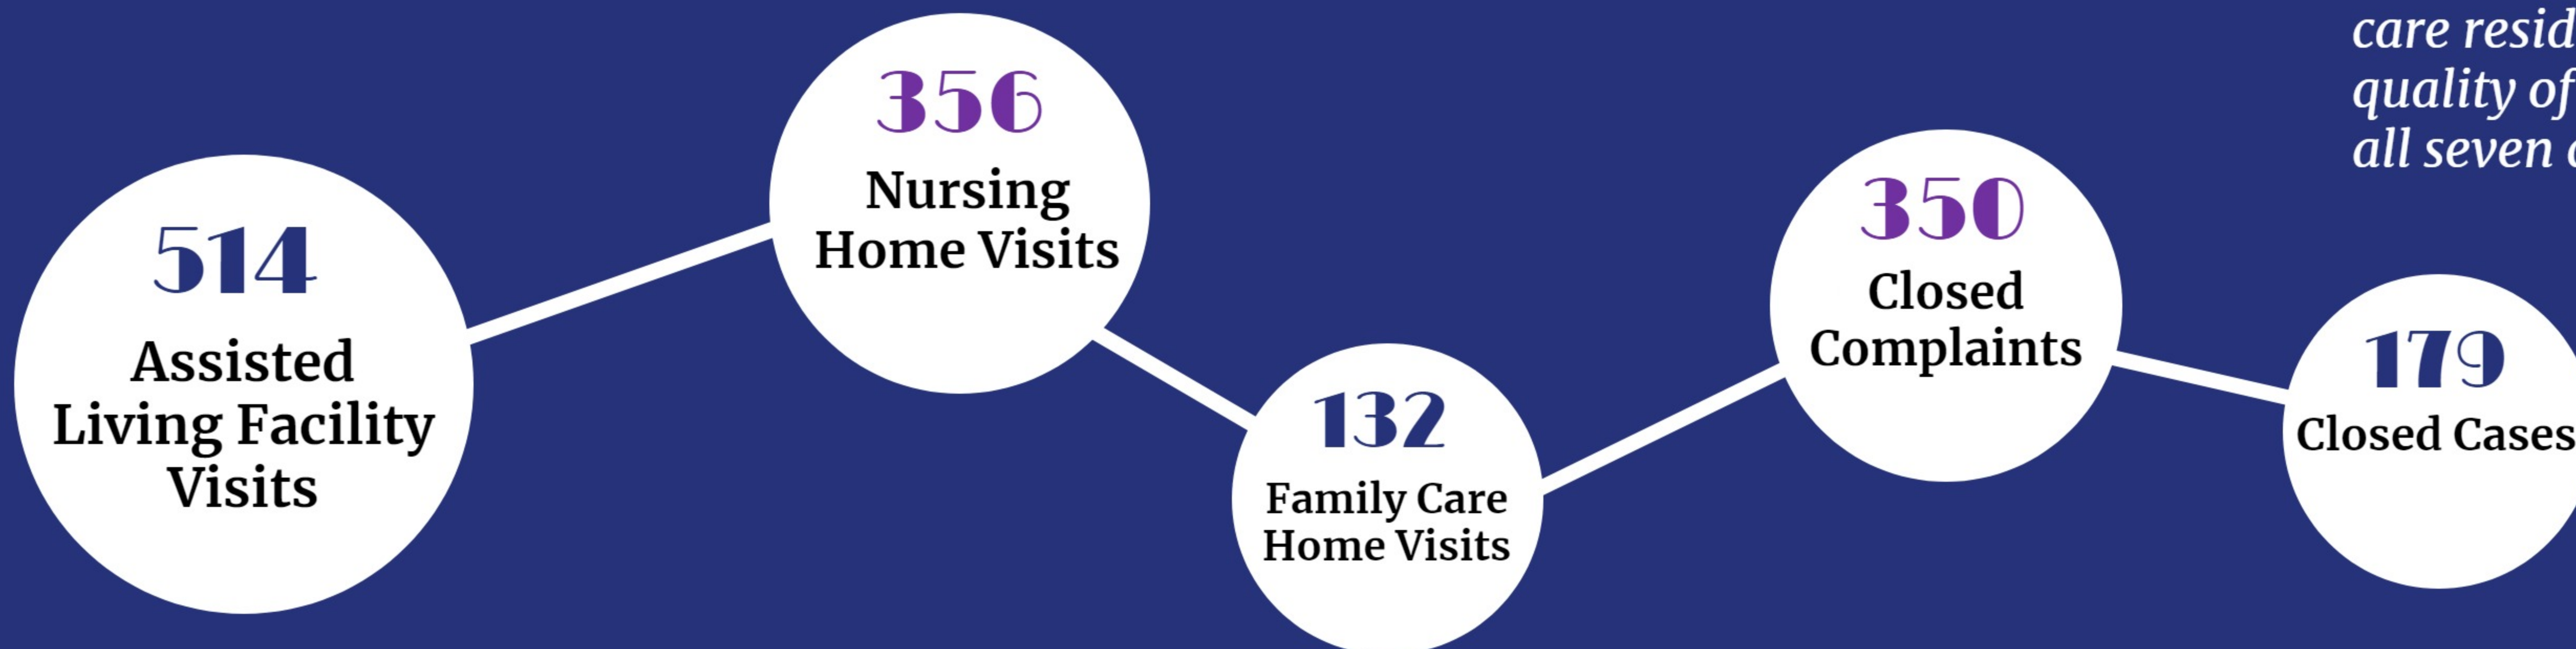 514
Assisted
Living Facility
Visits
356
Nursing
Home Visits
132
Family Care
Home Visits
350
Closed
Complaints
179
Closed Cases
care
quality of
all seven